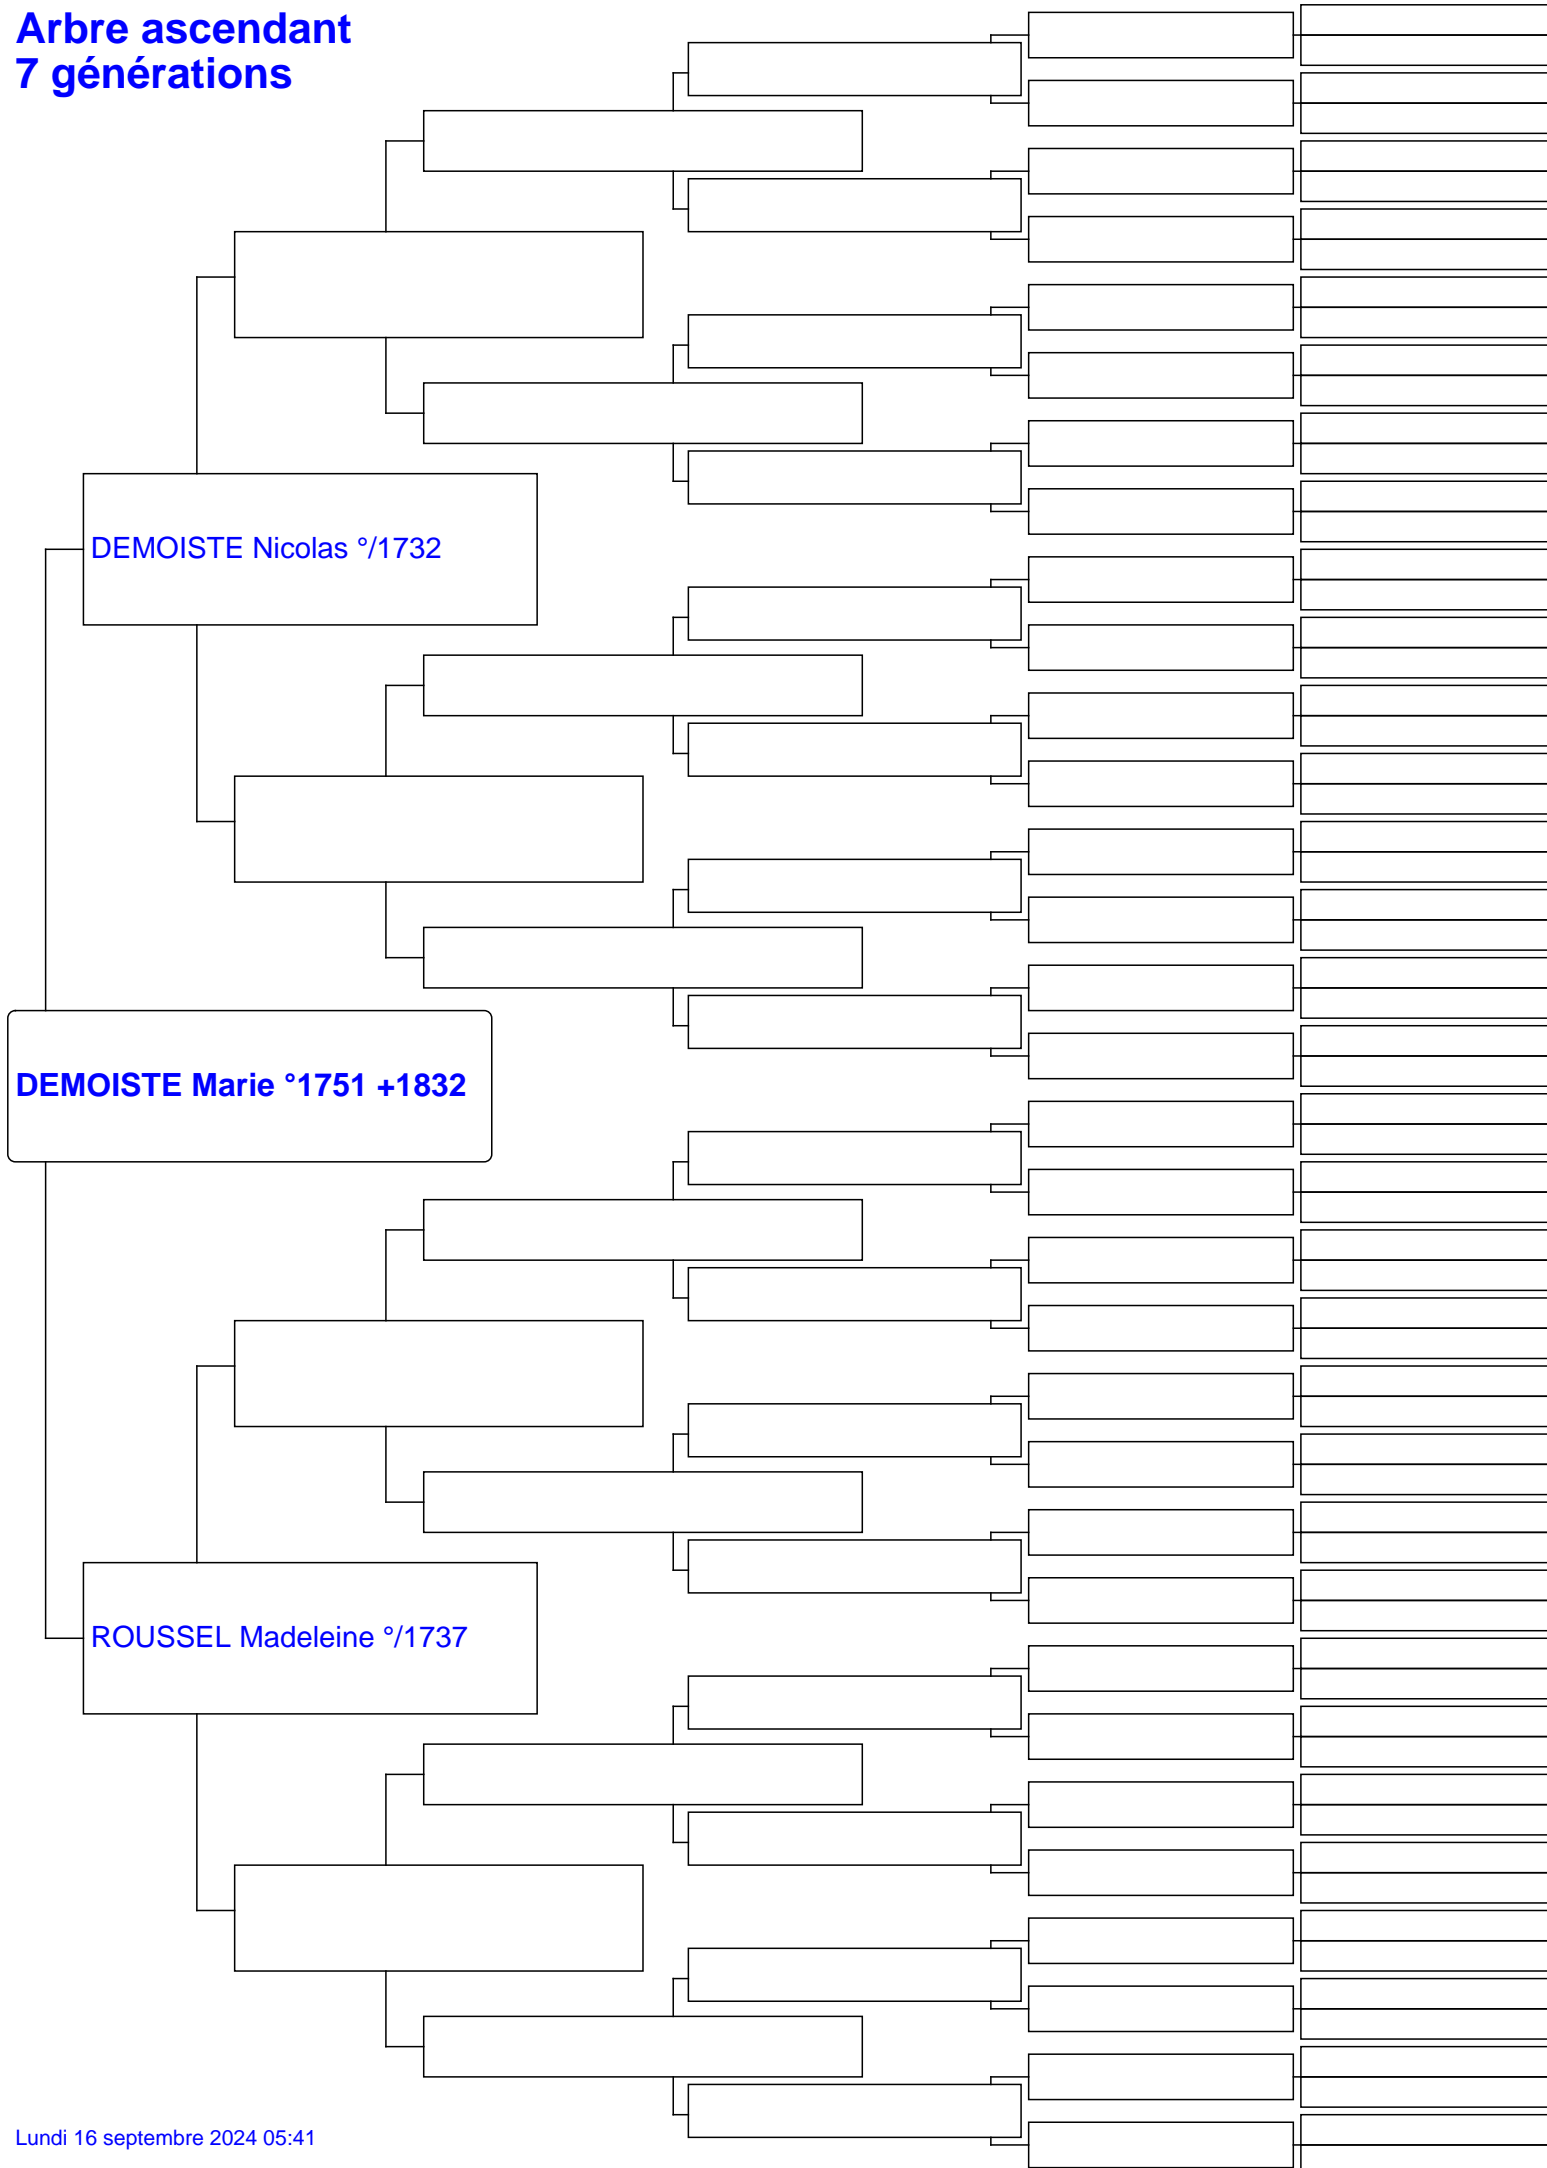 Arbre ascendant
7 générations
DEMOISTE Nicolas °/1732
DEMOISTE Marie °1751 +1832
ROUSSEL Madeleine °/1737
Lundi 16 septembre 2024 05:41